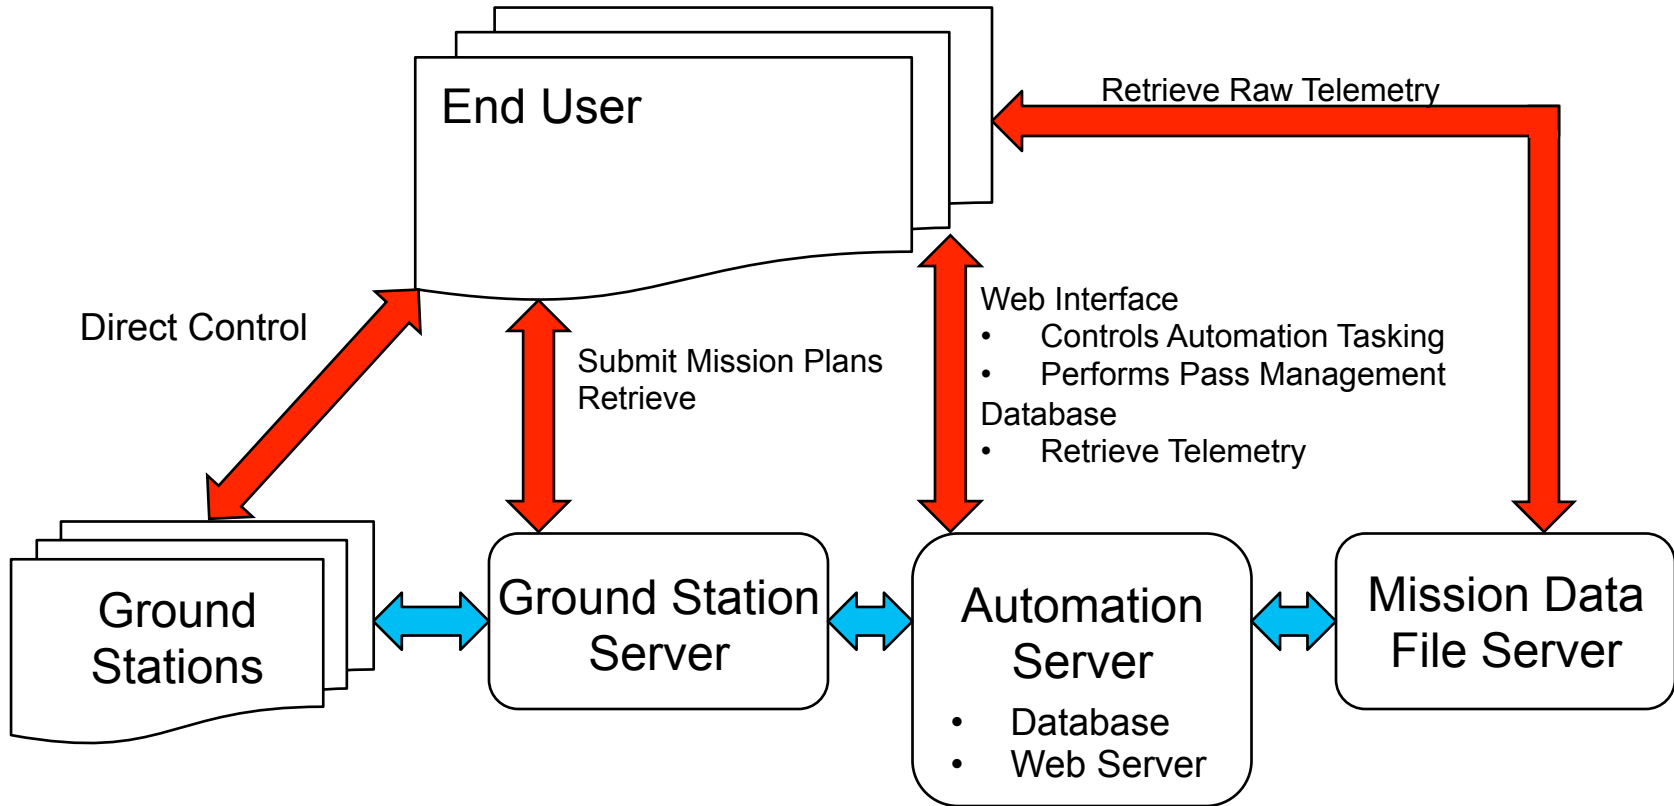 End User
Retrieve Raw Telemetry
Direct Control
Submit Mission Plans
Retrieve
Web Interface
• Controls Automation Tasking
• Performs Pass Management
Database
• Retrieve Telemetry
Ground
Stations
Ground Station
Server
Automation
Server
• Database
• Web Server
Mission Data
File Server